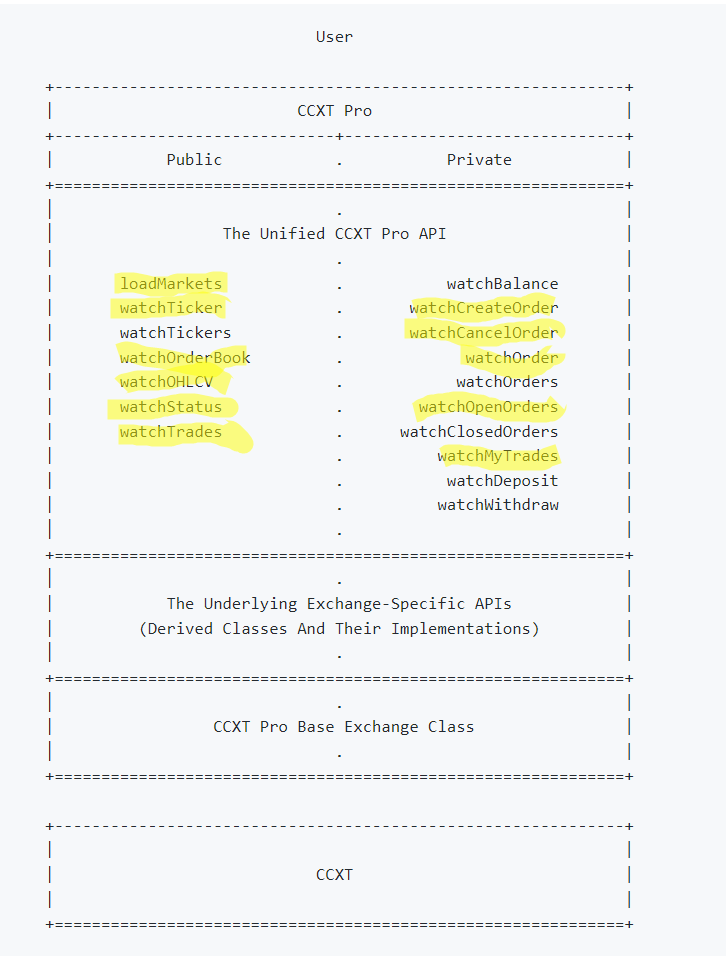 User
+-------------------------------------------------------------+
| CCXT Pro |
+------------------------------+------------------------------+
| Public . Private |
+=============================================================+
| . |
| The Unified CCXT Pro API |
| . |
| loadMarkets . watchBalance |
| watchTicker . watchCreateOrder |
| watchTickers . watchCancelOrder |
| watchOrderBook . watchOrder |
| watchOHLCV . watchOrders |
| watchStatus . watchOpenOrders |
| watchTrades . watchClosedOrders |
| . watchMyTrades |
| . watchDeposit |
| . watchWithdraw |
| . |
+=============================================================+
| . |
| The Underlying Exchange-Specific APIs |
| (Derived Classes And Their Implementations) |
| . |
+=============================================================+
| . |
| CCXT Pro Base Exchange Class |
| . |
+=============================================================+
+-------------------------------------------------------------+
| |
| CCXT |
| |
+=============================================================+